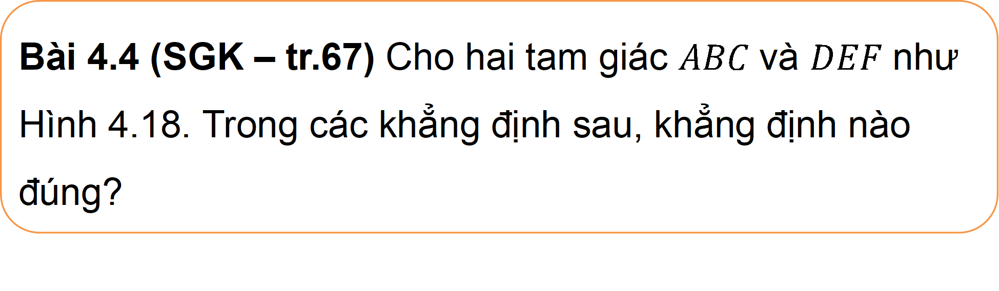 Bài 4.4 (SGK – tr.67) Cho hai tam giác ABC và DEF như
Hình 4.18. Trong các khẳng định sau, khẳng định nào
đúng?